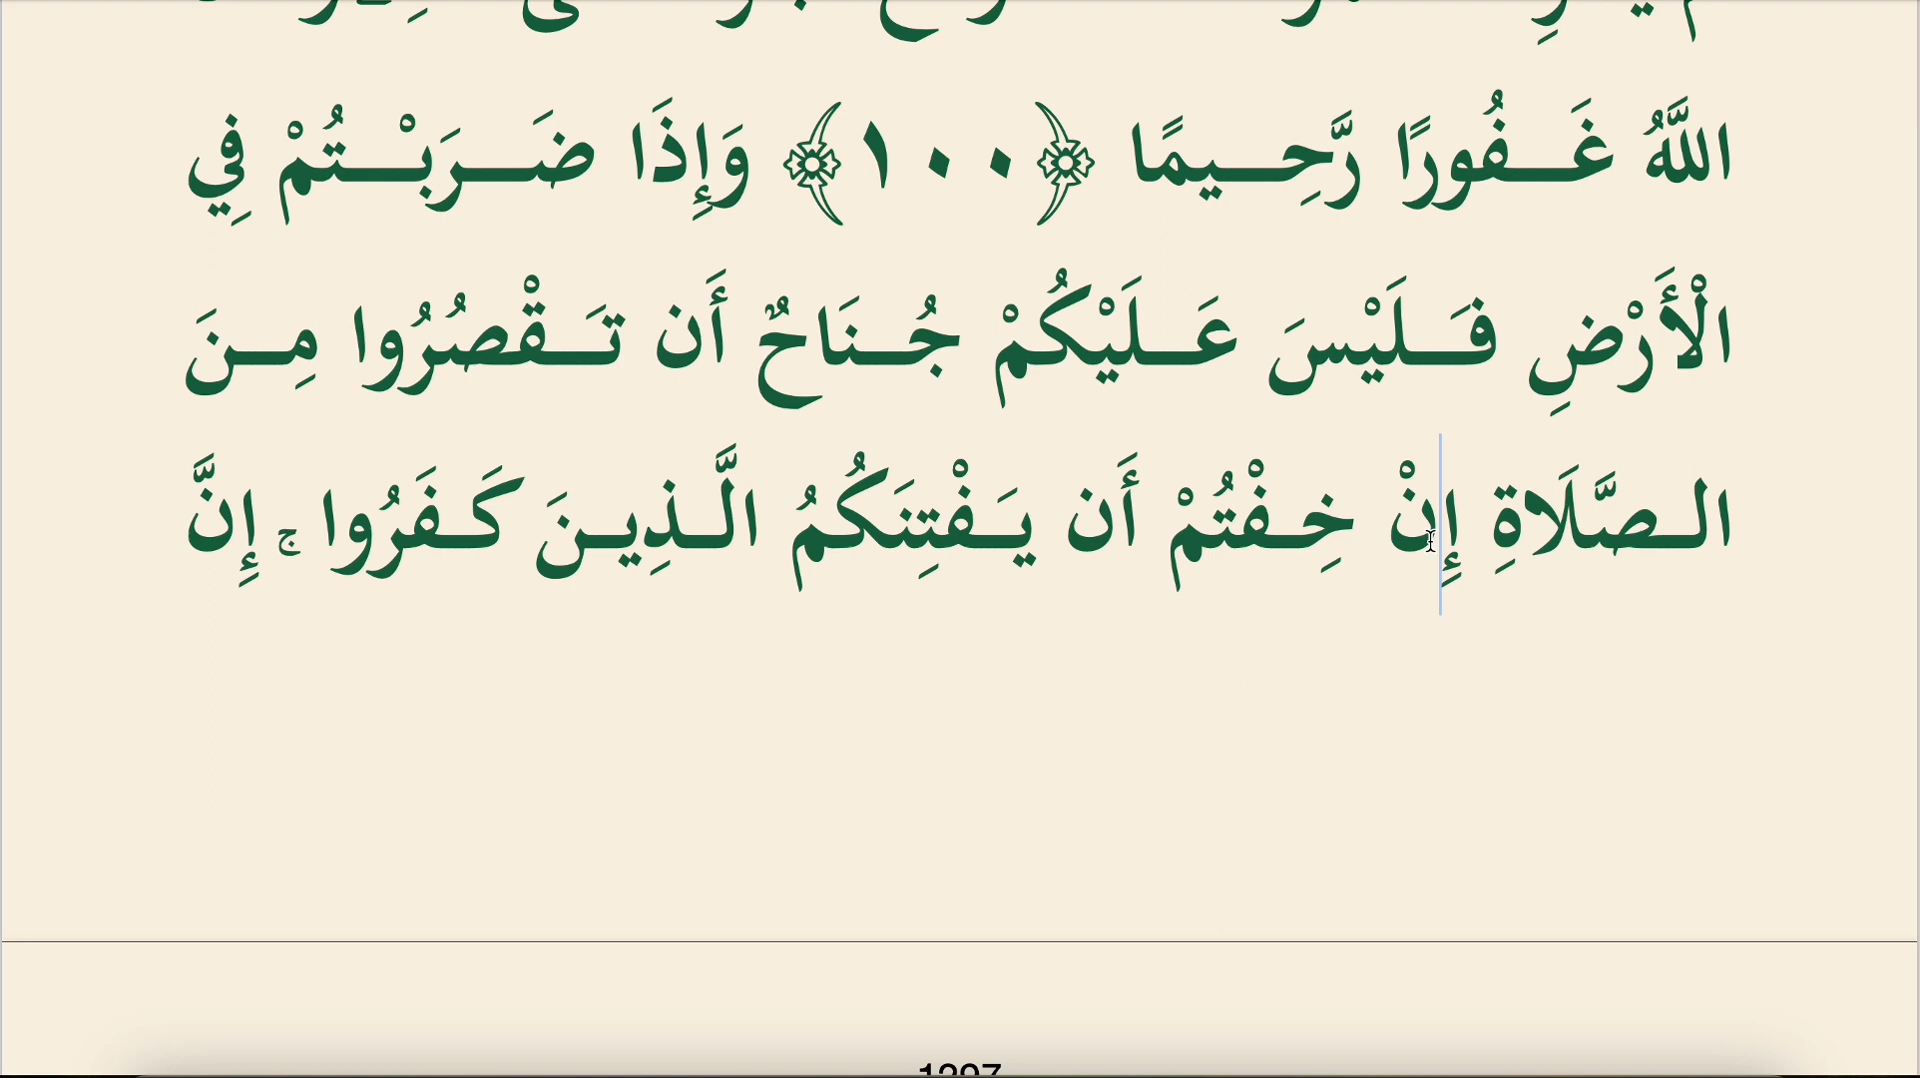 اللَّهُ غَفُورًا رَّحِيمًا ﴿١٠٠﴾ وَإِذَا ضَرَبْتُمْ فِي
الْأَرْضِ فَلَيْسَ عَلَيْكُمْ جُنَاحٌ أَن تَقْصُرُوا مِنَ
الصَّلَاةِ إِنْ خِفْتُمْ أَن يَفْتِنَكُمُ الَّذِينَ كَفَرُوا ۚ إِنَّ